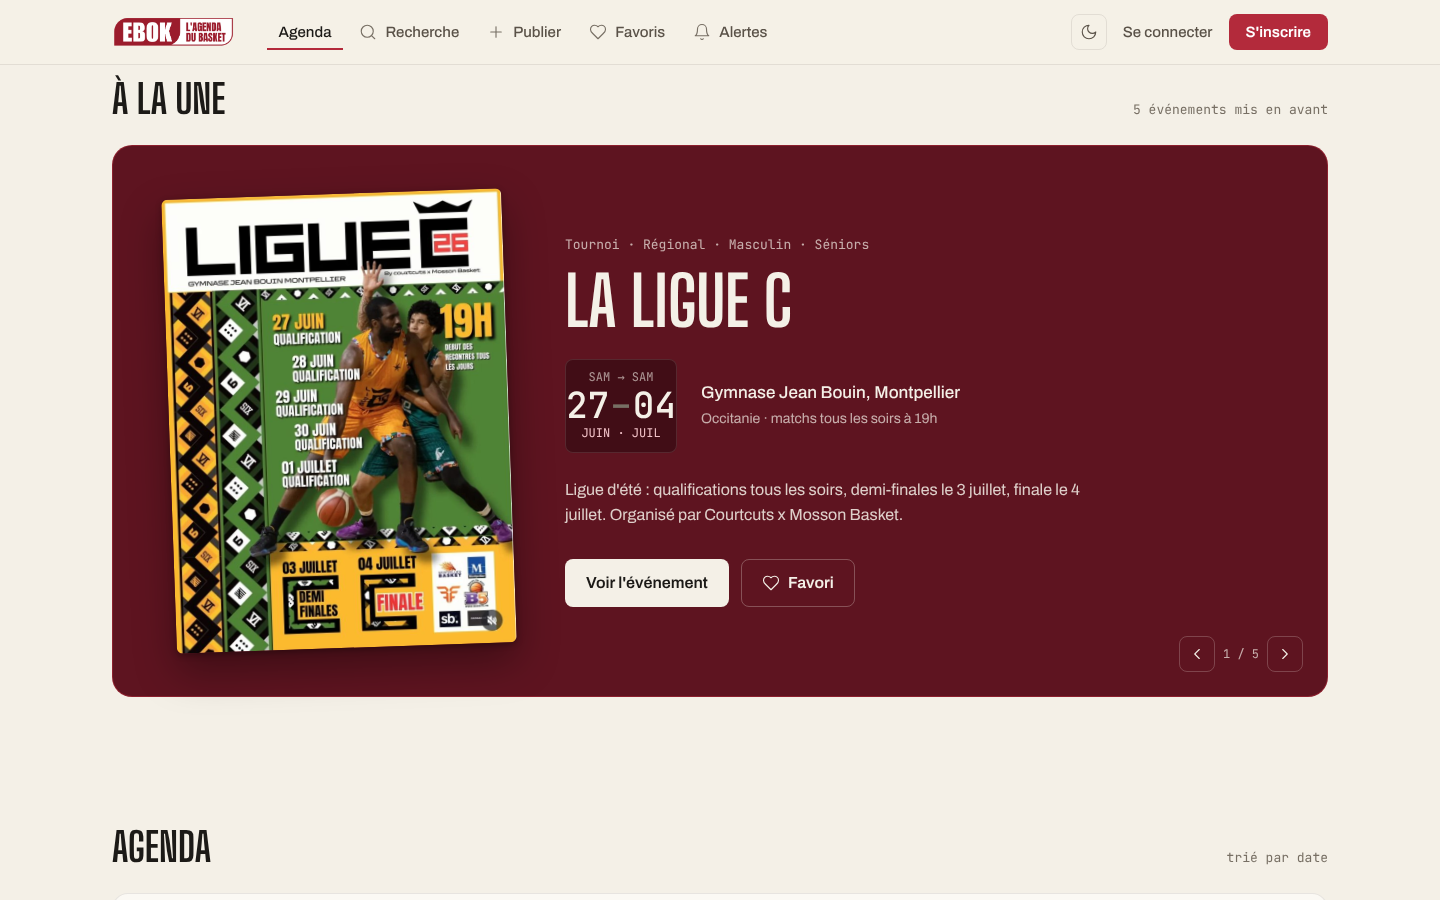 EBOK L'AGENDA DU BASKET
Agenda
Recherche
Publier
Favoris
Alertes
Se connecter
S'inscrire
À LA UNE
5 événements mis en avant
LIGUE C
26
By courtcuts x Mosson Basket
GYMNASE JEAN BOUIN MONTPELLIER
27 JUIN
QUALIFICATION
28 JUIN
QUALIFICATION
29 JUIN
QUALIFICATION
30 JUIN
QUALIFICATION
01 JUILLET
QUALIFICATION
19H
DEBUT DES
RECONTRES TOUS
LES JOURS
03 JUILLET
DEMI
FINALES
04 JUILLET
FINALE
BASKET
sb.
Tournoi · Régional · Masculin · Séniors
LA LIGUE C
SAM → SAM
27–04
JUIN · JUIL
Gymnase Jean Bouin, Montpellier
Occitanie · matchs tous les soirs à 19h
Ligue d'été : qualifications tous les soirs, demi-finales le 3 juillet, finale le 4
juillet. Organisé par Courtcuts x Mosson Basket.
Voir l'événement
Favori
1 / 5
AGENDA
trié par date